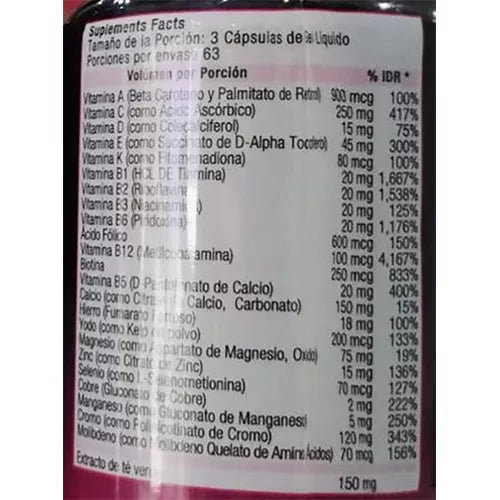 Suplements Facts
Tamaño de la Porción: 3 Cápsulas de Líquido
Porciones por envase 63
Volumen por Porción % IDR *
Vitamina A (Beta Caroteno y Palmitato de Retinol) 900 mcg 100%
Vitamina C (como Ácido Ascórbico) 250 mg 417%
Vitamina D (como Colecalciferol) 15 mg 75%
Vitamina E (como Succinato de D-Alpha Tocoferol) 45 mg 300%
Vitamina K (como Fitomenadiona) 80 mcg 100%
Vitamina B1 (HCL DE Tiamina) 20 mg 1,667%
Vitamina B2 (Riboflavina) 20 mg 1,538%
Vitamina B3 (Niacinamida) 20 mg 125%
Vitamina B6 (Piridoxina) 20 mg 1,176%
Ácido Fólico 600 mcg 150%
Vitamina B12 (Metilcobalamina) 100 mcg 4,167%
Biotina 250 mcg 833%
Vitamina B5 (D-Pantotenato de Calcio) 20 mg 400%
Calcio (como Citrato Calcio, Carbonato) 150 mg 15%
Hierro (Fumarato Ferroso) 18 mg 100%
Yodo (como Kelp polvo) 200 mcg 133%
Magnesio (como Aspartato de Magnesio, Oxido) 75 mg 19%
Zinc (como Citrato de Zinc) 15 mg 136%
Selenio (como L-Selenometionina) 70 mcg 127%
Cobre (Gluconato de Cobre) 2 mg 222%
Manganeso (como Gluconato de Manganeso) 5 mg 250%
Cromo (como Polinicotinato de Cromo) 120 mg 343%
Molibdeno (como Molibdeno Quelato de Amino Ácidos) 70 mcg 156%
Extracto de té verde 150 mg